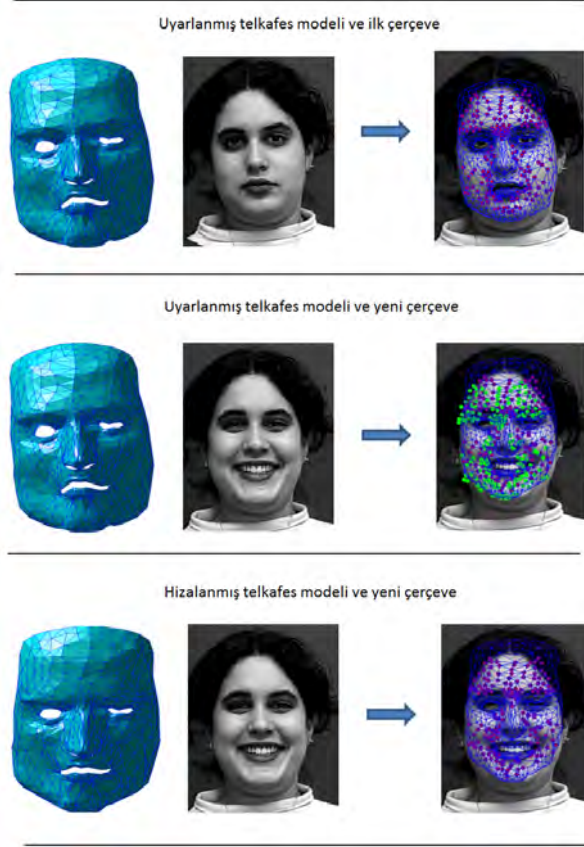 Uyarlanmış telkafes modeli ve ilk çerçeve
Uyarlanmış telkafes modeli ve yeni çerçeve
Hizalanmış telkafes modeli ve yeni çerçeve